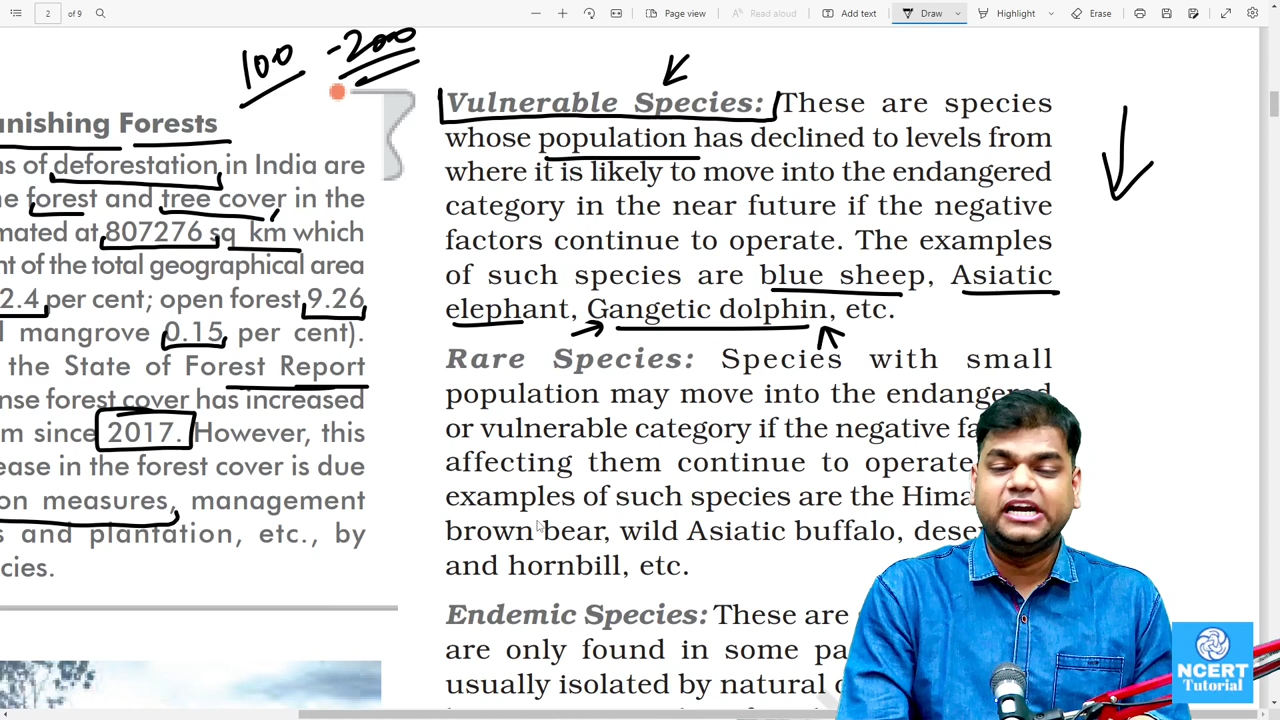 2 of 9
Page view
Read aloud
Add text
Draw
Highlight
Erase
100 -200
anishing Forests
ns of deforestation in India are
ne forest and tree cover in the
mated at 807276 sq km which
nt of the total geographical area
2.4 per cent; open forest 9.26
l mangrove 0.15 per cent).
the State of Forest Report
nse forest cover has increased
m since 2017. However, this
ease in the forest cover is due
on measures, management
s and plantation, etc., by
cies.
Vulnerable Species: These are species
whose population has declined to levels from
where it is likely to move into the endangered
category in the near future if the negative
factors continue to operate. The examples
of such species are blue sheep, Asiatic
elephant, Gangetic dolphin, etc.
Rare Species: Species with small
population may move into the endangered
or vulnerable category if the negative fa
affecting them continue to operate
examples of such species are the Hima
brown bear, wild Asiatic buffalo, dese
and hornbill, etc.
Endemic Species: These are
are only found in some pa
usually isolated by natural
NCERT
Tutorial